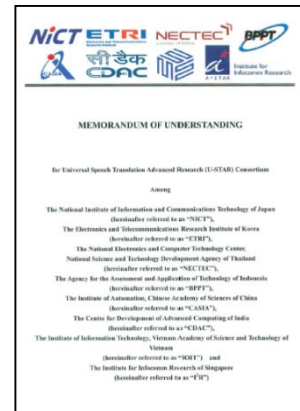 NiCT ETRI NECTEC BPPT
CASIA सी डैक CDAC A*STAR Institute for
Infocomm Research
MEMORANDUM OF UNDERSTANDING
for Universal Speech Translation Advanced Research (U-STAR) Consortium
Among
The National Institute of Information and Communications Technology of Japan
(hereinafter referred to as "NICT"),
The Electronics and Telecommunications Research Institute of Korea
(hereinafter referred to as "ETRI"),
The National Electronics and Computer Technology Center,
National Science and Technology Development Agency of Thailand
(hereinafter referred to as "NECTEC"),
The Agency for the Assessment and Application of Technology of Indonesia
(hereinafter referred to as "BPPT"),
The Institute of Automation, Chinese Academy of Sciences of China
(hereinafter referred to as "CASIA"),
The Centre for Development of Advanced Computing of India
(hereinafter referred to as "CDAC"),
The Institute of Information Technology, Vietnam Academy of Science and Technology of
Vietnam
(hereinafter referred to as "IOIT") and
The Institute for Infocomm Research of Singapore
(hereinafter referred to as "I²R")